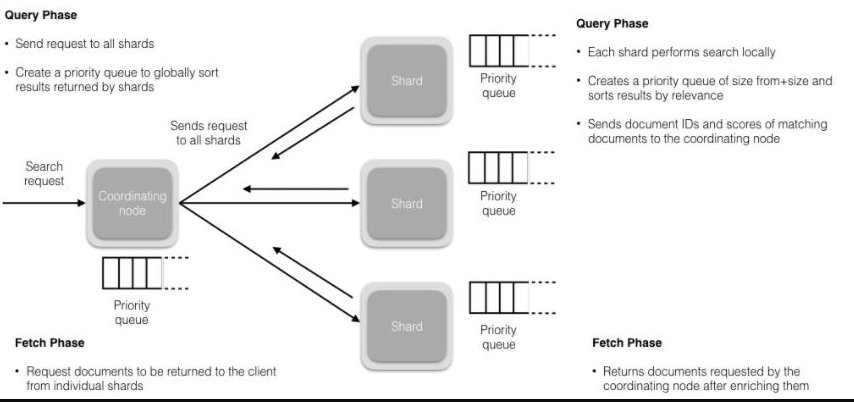 Query Phase
• Send request to all shards
• Create a priority queue to globally sort
results returned by shards
Sends request
to all shards
Search
request
Coordinating
node
Priority
queue
Fetch Phase
• Request documents to be returned to the client
from individual shards
Shard
Priority
queue
Shard
Priority
queue
Shard
Priority
queue
Query Phase
• Each shard performs search locally
• Creates a priority queue of size from+size and
sorts results by relevance
• Sends document IDs and scores of matching
documents to the coordinating node
Fetch Phase
• Returns documents requested by the
coordinating node after enriching them